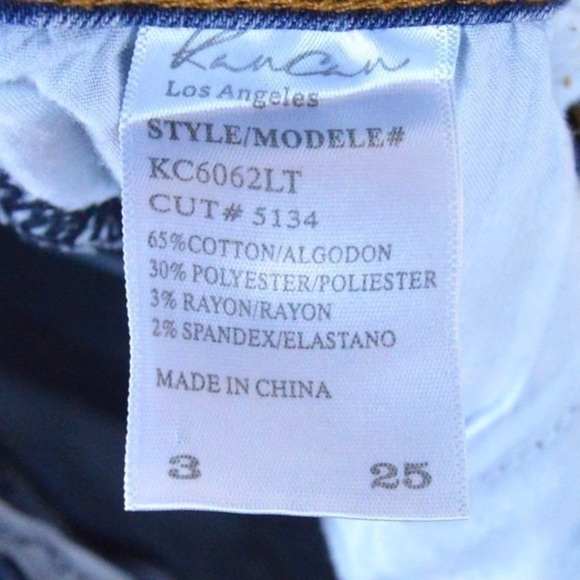 Kancan
Los Angeles
STYLE/MODELE#
KC6062LT
CUT# 5134
65%COTTON/ALGODON
30% POLYESTER/POLIESTER
3% RAYON/RAYON
2% SPANDEX/ELASTANO
MADE IN CHINA
3 25